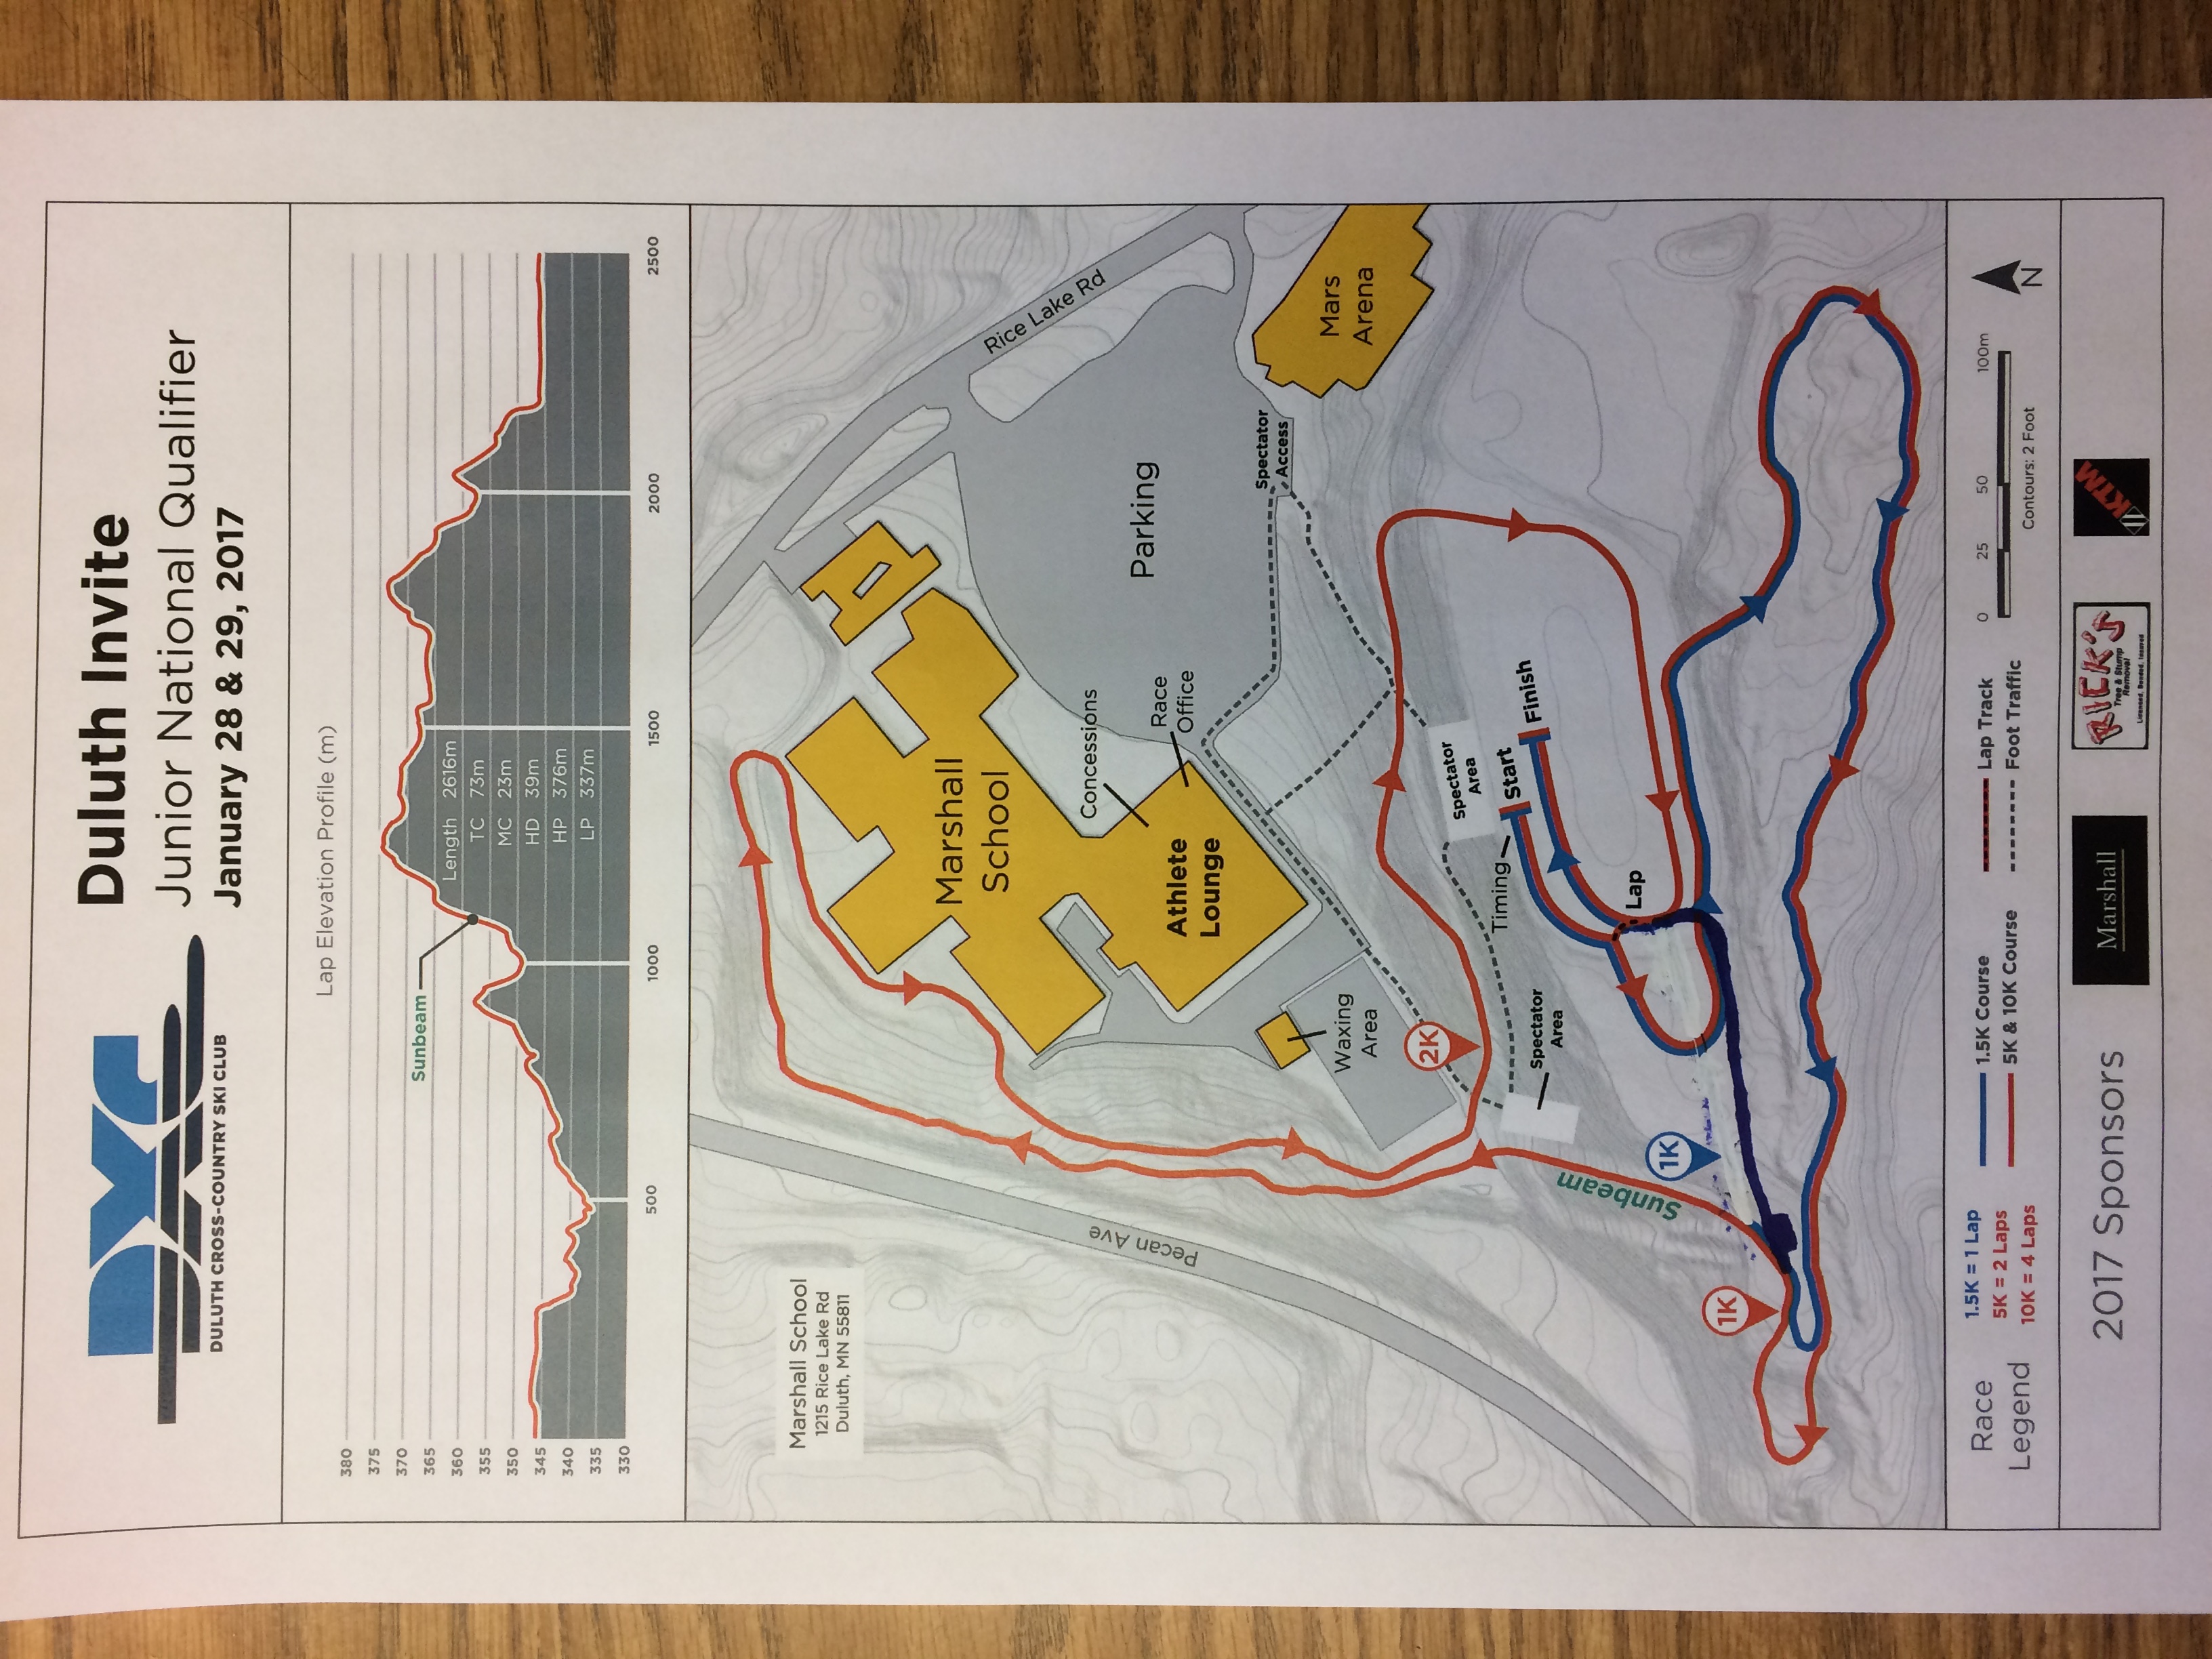 DXC
DULUTH CROSS-COUNTRY SKI CLUB
Duluth Invite
Junior National Qualifier
January 28 & 29, 2017
Lap Elevation Profile (m)
380
375
370
365
360
355
350
345
340
335
330
Sunbeam
Length 2616m
TC 73m
MC 23m
HD 39m
HP 376m
LP 337m
500 1000 1500 2000 2500
Marshall School
1215 Rice Lake Rd
Duluth, MN 55811
Marshall
School
Rice Lake Rd
Pecan Ave
Concessions
Parking
Race
Office
Athlete
Lounge
Spectator
Access
Waxing
Area
Mars
Arena
2K
Spectator
Area
Timing
Start
Finish
Spectator
Area
Sunbeam
Lap
1K
1K
Race
Legend
1.5K = 1 Lap
5K = 2 Laps
10K = 4 Laps
1.5K Course
5K & 10K Course
Lap Track
Foot Traffic
0 25 50 100m
Contours: 2 Foot
N
2017 Sponsors
Marshall
RICK'S
Tree & Stump
Removal
Licensed, Bonded, Insured
KTM